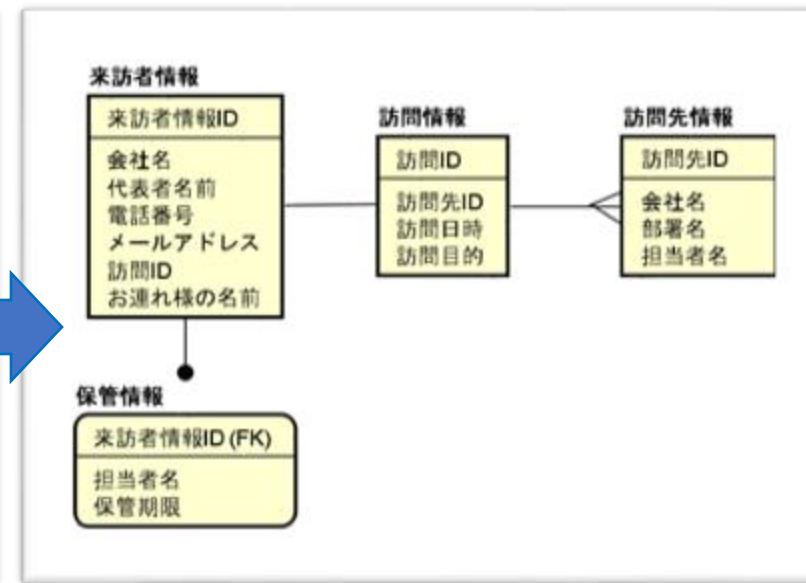 来訪者情報
来訪者情報ID
会社名
代表者名前
電話番号
メールアドレス
訪問ID
お連れ様の名前
訪問情報
訪問ID
訪問先ID
訪問日時
訪問目的
訪問先情報
訪問先ID
会社名
部署名
担当者名
保管情報
来訪者情報ID(FK)
担当者名
保管期限